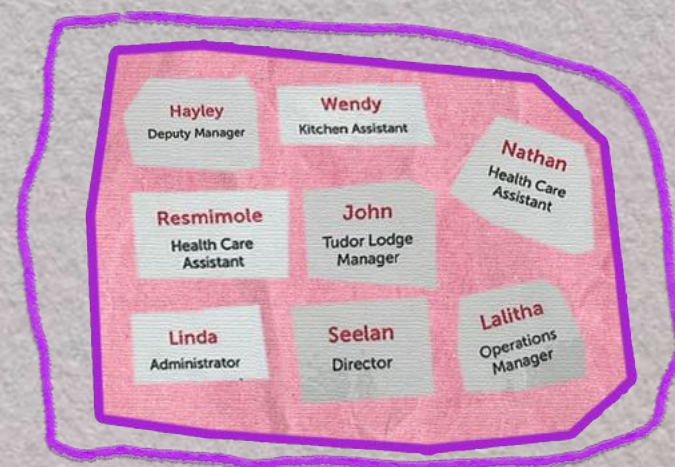 Hayley
Deputy Manager
Wendy
Kitchen Assistant
Nathan
Health Care
Assistant
Resmimole
Health Care
Assistant
John
Tudor Lodge
Manager
Linda
Administrator
Seelan
Director
Lalitha
Operations
Manager